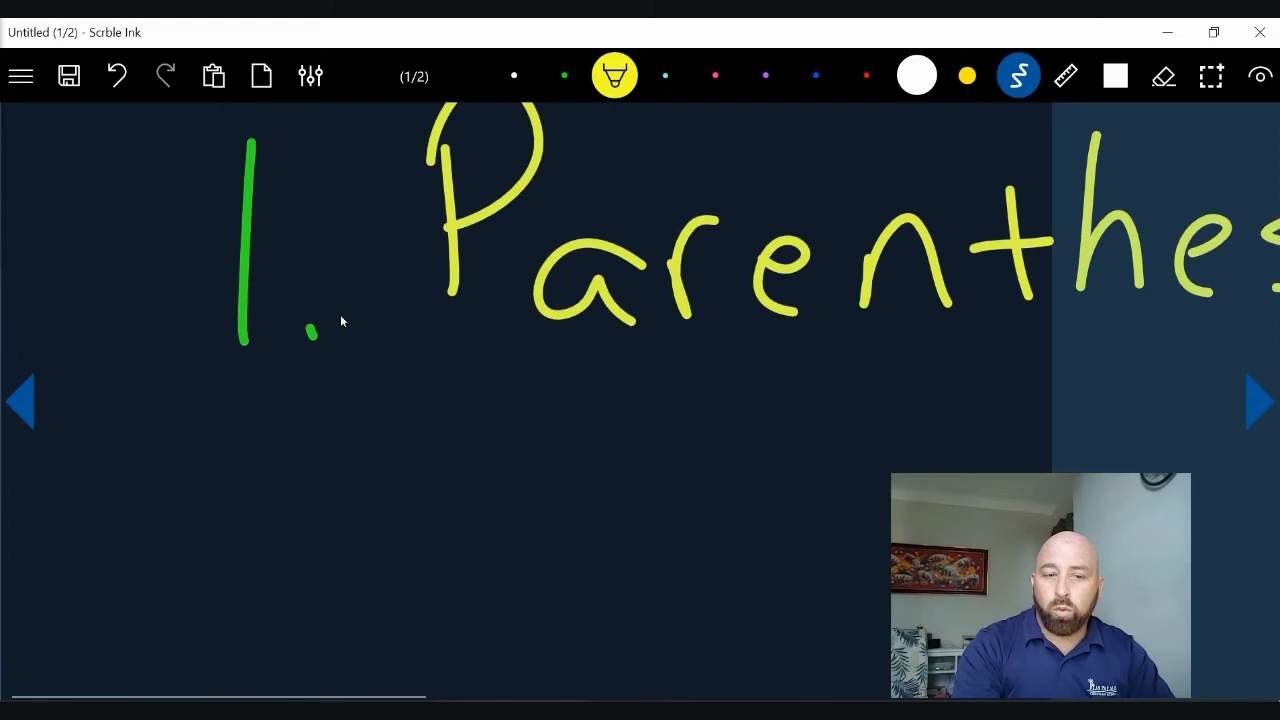 Untitled (1/2) - Scrble Ink
(1/2)
1. Parenthes